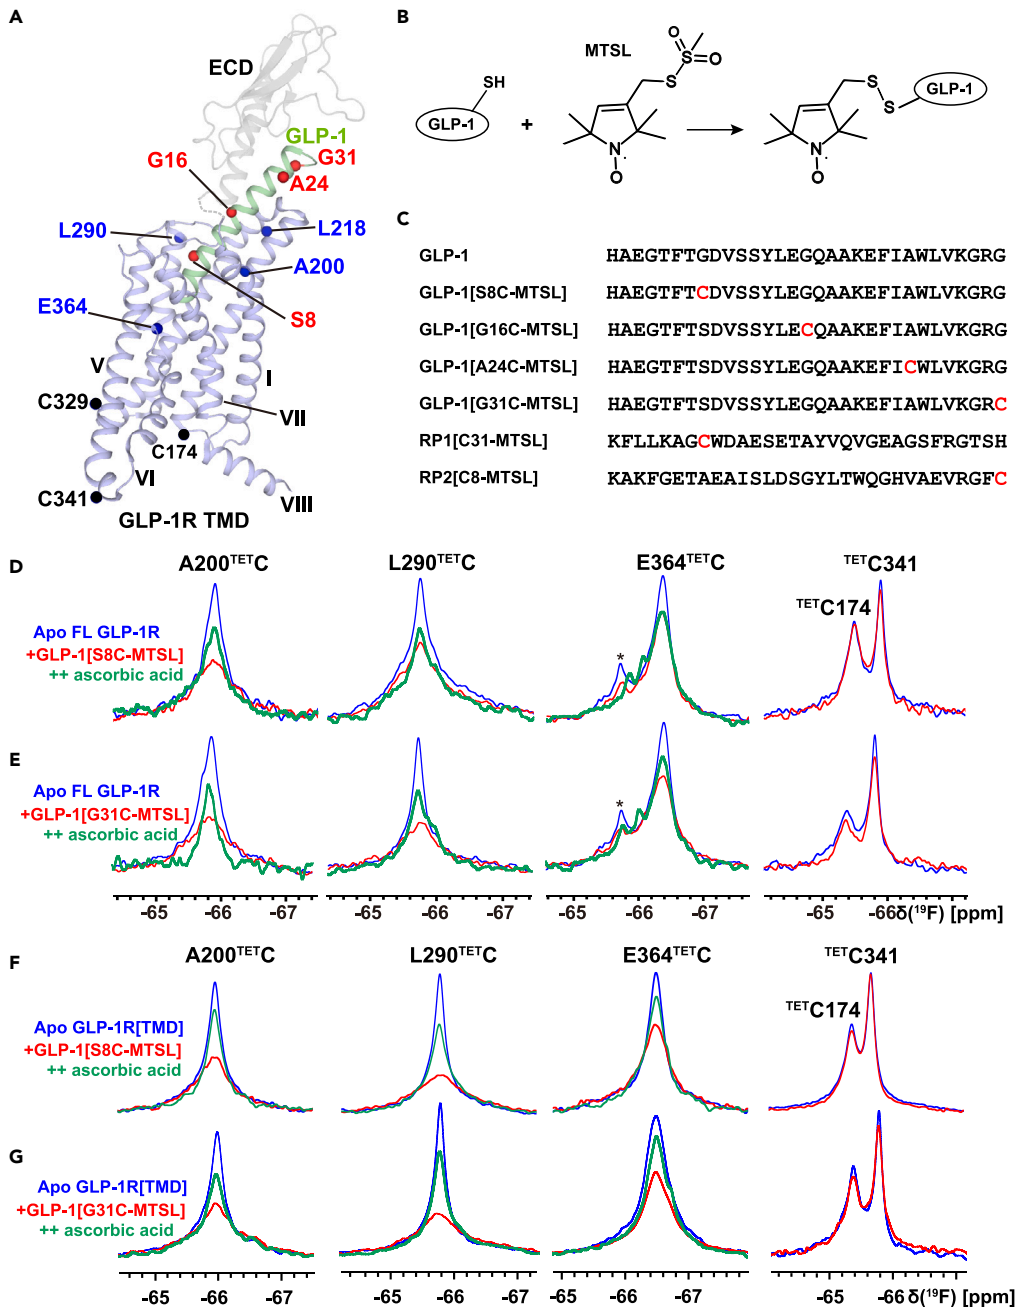 A
ECD
GLP-1
G16
G31
A24
L290
L218
A200
E364
S8
V
I
C329
VII
C174
VI
C341
VIII
GLP-1R TMD
B
MTSL
SH
GLP-1
+
S
O
O
S
N
O
S
S
GLP-1
N
O
C
GLP-1 HAEGTFTGDVSSYLEGQAAKEFIAWLVKGRG
GLP-1[S8C-MTSL] HAEGTFTCDVSSYLEGQAAKEFIAWLVKGRG
GLP-1[G16C-MTSL] HAEGTFTSDVSSYLECQAAKEFIAWLVKGRG
GLP-1[A24C-MTSL] HAEGTFTSDVSSYLEGQAAKEFICWLVKGRG
GLP-1[G31C-MTSL] HAEGTFTSDVSSYLEGQAAKEFIAWLVKGRC
RP1[C31-MTSL] KFLLKAGCWDAESETAYVQVGEAGSFRGTSH
RP2[C8-MTSL] KAKFGETAEAISLDSGYLTWQGHVAEVRGFC
D
A200TETC L290TETC E364TETC TETC341
TETC174
Apo FL GLP-1R
+GLP-1[S8C-MTSL]
++ ascorbic acid
*
E
Apo FL GLP-1R
+GLP-1[G31C-MTSL]
++ ascorbic acid
*
-65 -66 -67 -65 -66 -67 -65 -66 -67 -65 -66 δ(19F) [ppm]
F
A200TETC L290TETC E364TETC TETC341
TETC174
Apo GLP-1R[TMD]
+GLP-1[S8C-MTSL]
++ ascorbic acid
G
Apo GLP-1R[TMD]
+GLP-1[G31C-MTSL]
++ ascorbic acid
-65 -66 -67 -65 -66 -67 -65 -66 -67 -65 -66 δ(19F) [ppm]